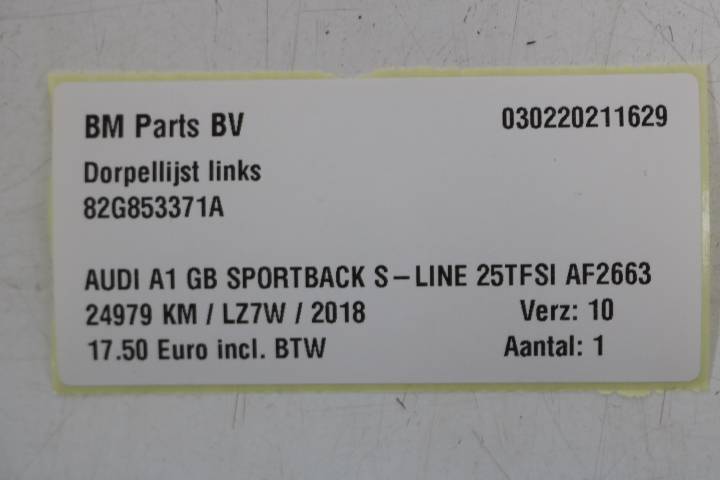 BM Parts BV 030220211629
Dorpellijst links
82G853371A
AUDI A1 GB SPORTBACK S-LINE 25TFSI AF2663
24979 KM / LZ7W / 2018 Verz: 10
17.50 Euro incl. BTW Aantal: 1